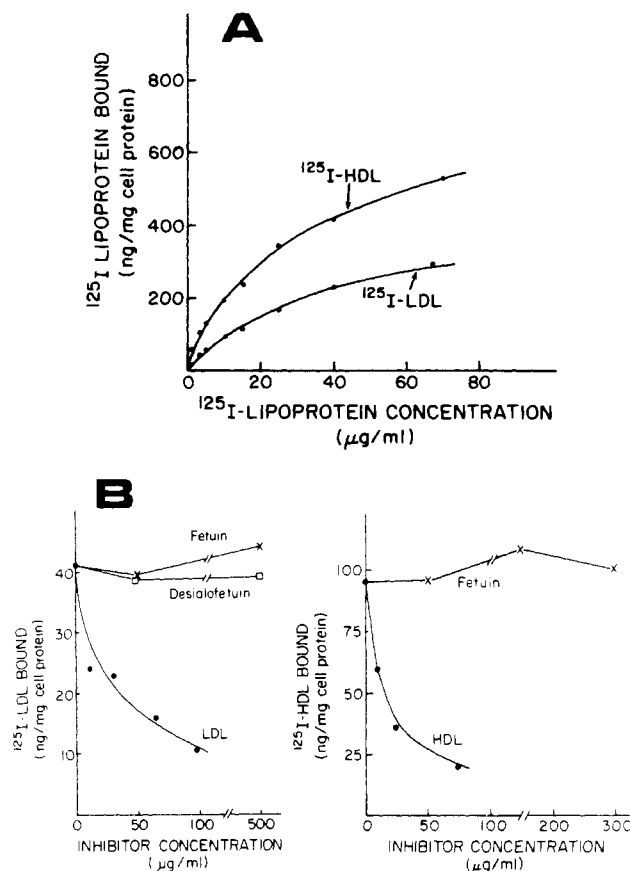 A
800
600
400
200
0
20
40
60
80
¹²⁵I LIPOPROTEIN BOUND
(ng/mg cell protein)
¹²⁵I-HDL
¹²⁵I-LDL
¹²⁵I-LIPOPROTEIN CONCENTRATION
(μg/ml)
B
40
30
20
10
0
50
100
500
¹²⁵I-LDL BOUND
(ng/mg cell protein)
Fetuin
Desialofetuin
LDL
INHIBITOR CONCENTRATION
(μg/ml)
100
75
50
25
0
50
100
200
300
¹²⁵I-HDL BOUND
(ng/mg cell protein)
Fetuin
HDL
INHIBITOR CONCENTRATION
(μg/ml)